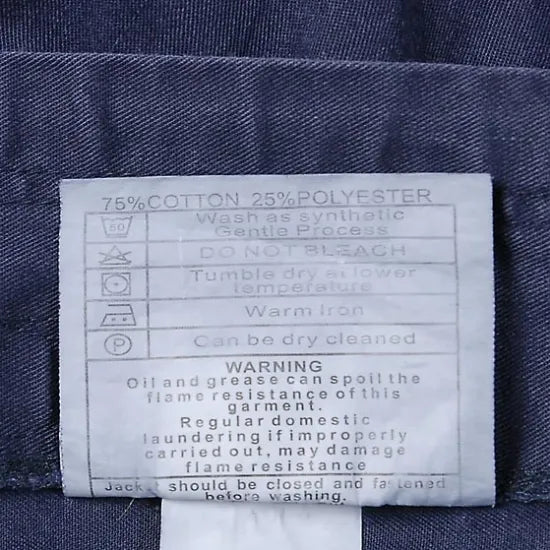 75%COTTON 25%POLYESTER
50
Wash as synthetic
Gentle Process
DO NOT BLEACH
Tumble dry at lower
temperature
Warm Iron
P
Can be dry cleaned
WARNING
Oil and grease can spoil the
flame resistance of this
garment.
Regular domestic
laundering if improperly
carried out, may damage
flame resistance
Jacket should be closed and fastened
before washing.